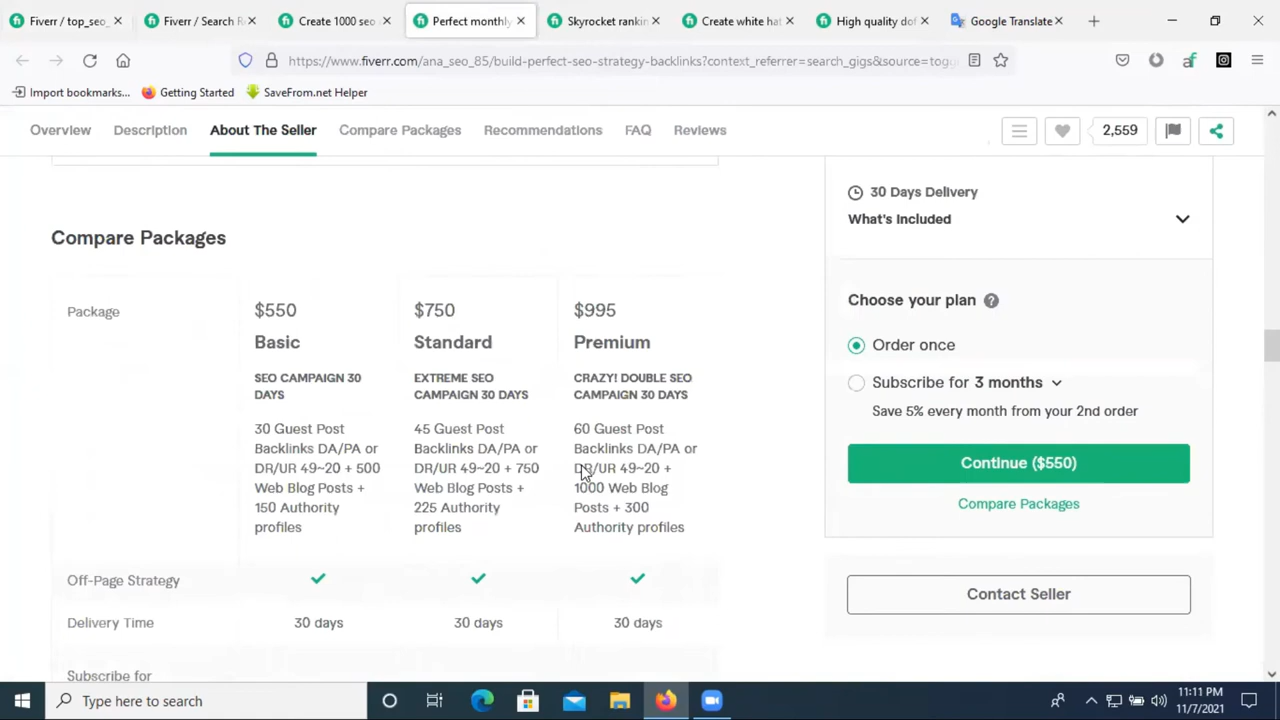 Fiverr / top_seo_
Fiverr / Search R
Create 1000 seo
Perfect monthly
Skyrocket rankin
Create white hat
High quality dof
Google Translate
https://www.fiverr.com/ana_seo_85/build-perfect-seo-strategy-backlinks?context_referrer=search_gigs&source=togg
Import bookmarks...
Getting Started
SaveFrom.net Helper
Overview
Description
About The Seller
Compare Packages
Recommendations
FAQ
Reviews
2,559
30 Days Delivery
What's Included
Compare Packages
Package
$550
Basic
SEO CAMPAIGN 30
DAYS
30 Guest Post
Backlinks DA/PA or
DR/UR 49~20 + 500
Web Blog Posts +
150 Authority
profiles
$750
Standard
EXTREME SEO
CAMPAIGN 30 DAYS
45 Guest Post
Backlinks DA/PA or
DR/UR 49~20 + 750
Web Blog Posts +
225 Authority
profiles
$995
Premium
CRAZY! DOUBLE SEO
CAMPAIGN 30 DAYS
60 Guest Post
Backlinks DA/PA or
DR/UR 49~20 +
1000 Web Blog
Posts + 300
Authority profiles
Off-Page Strategy
Delivery Time
30 days
30 days
30 days
Subscribe for
Choose your plan
Order once
Subscribe for 3 months
Save 5% every month from your 2nd order
Continue ($550)
Compare Packages
Contact Seller
Type here to search
11:11 PM
11/7/2021